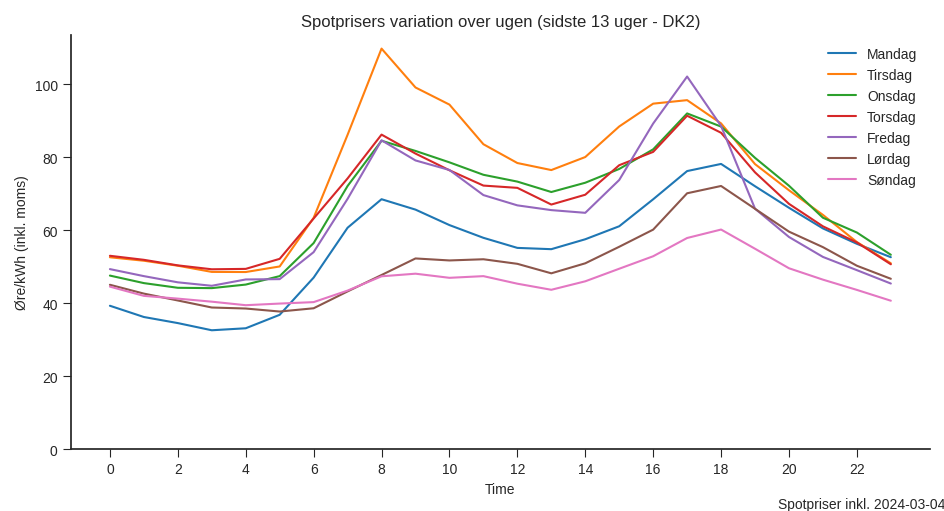 Spotprisers variation over ugen (sidste 13 uger - DK2)
Mandag
Tirsdag
Onsdag
Torsdag
Fredag
Lørdag
Søndag
Øre/kWh (inkl. moms)
100
80
60
40
20
0
0 2 4 6 8 10 12 14 16 18 20 22
Time
Spotpriser inkl. 2024-03-04